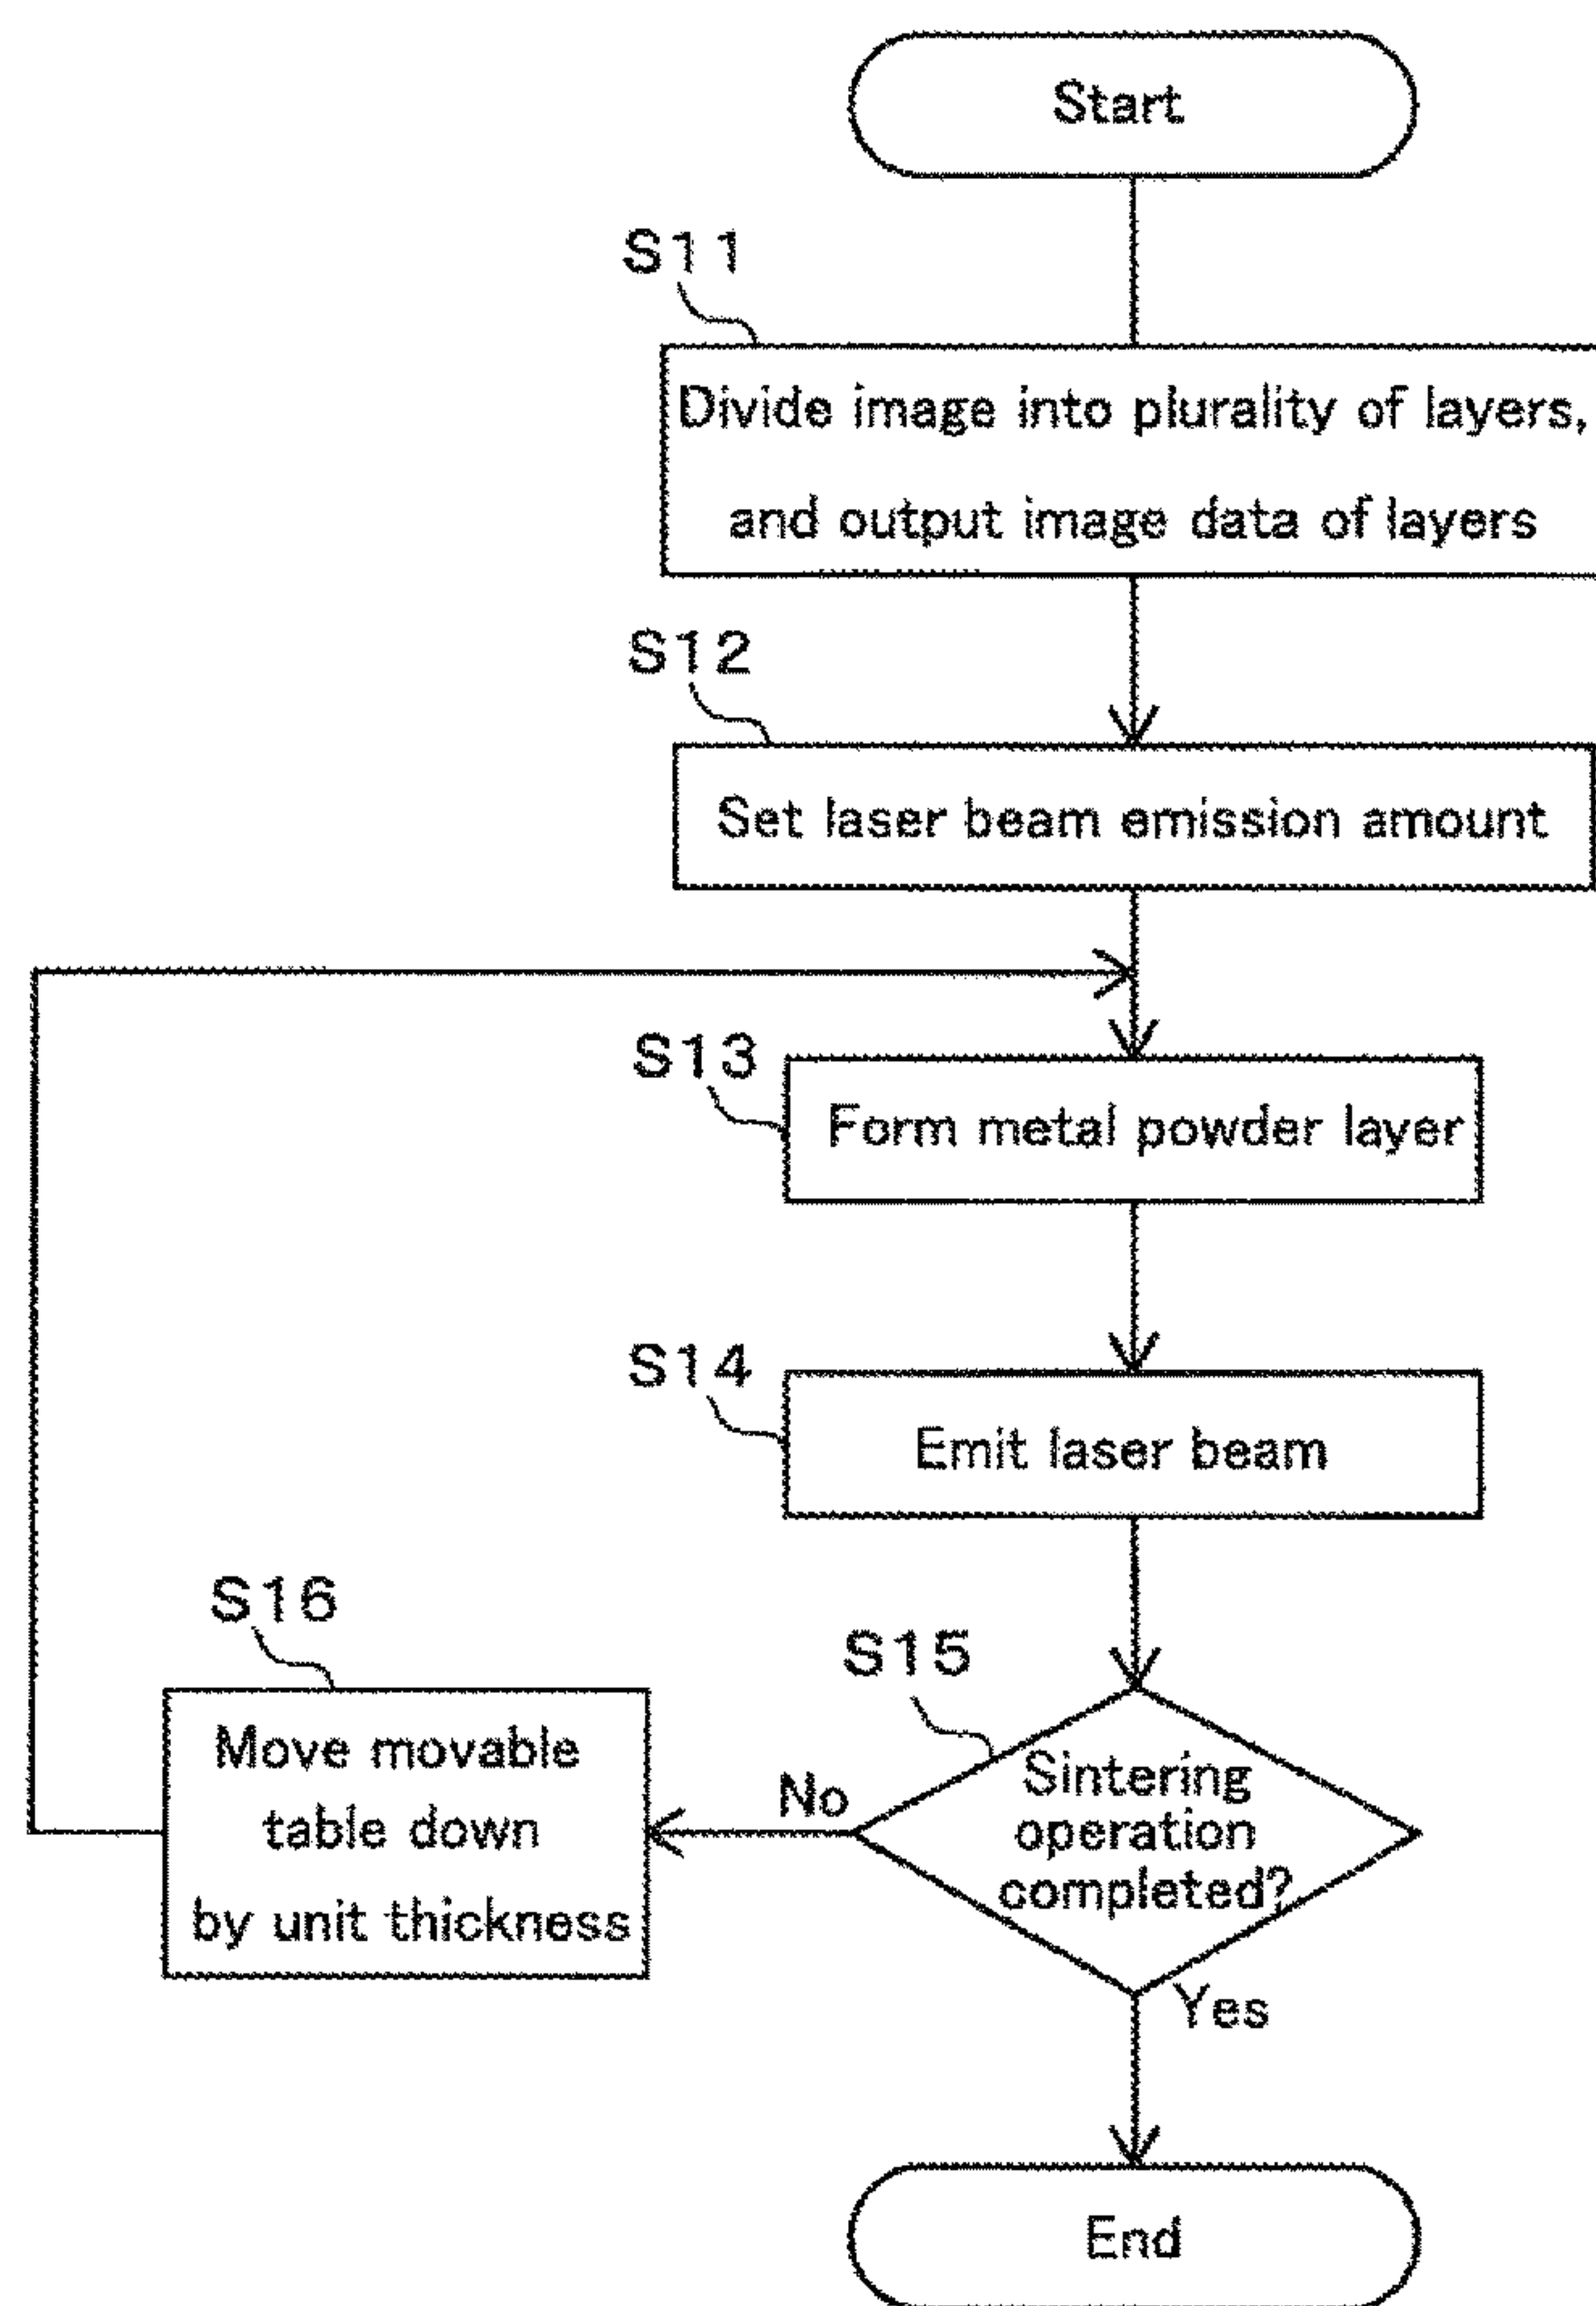 Start
S11
Divide image into plurality of layers,
and output image data of layers
S12
Set laser beam emission amount
S13
Form metal powder layer
S14
Emit laser beam
S15
Sintering
operation
completed?
No
S16
Move movable
table down
by unit thickness
Yes
End